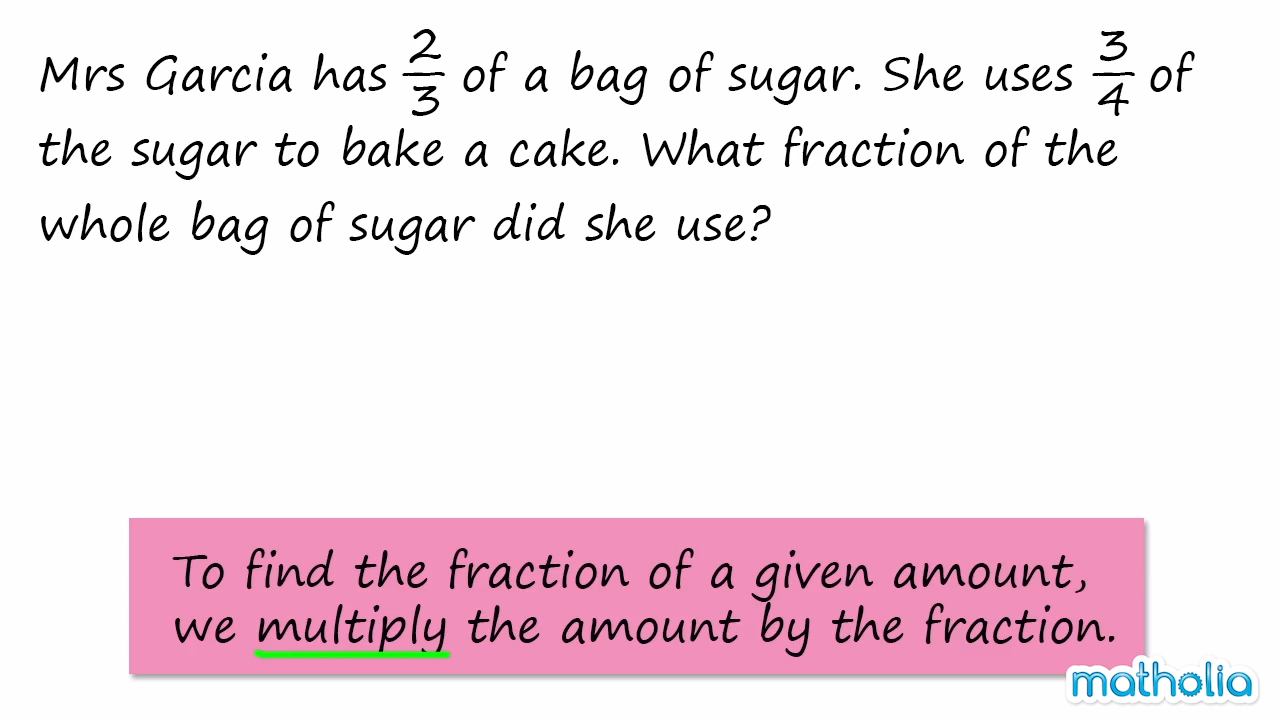 Mrs Garcia has 2/3 of a bag of sugar. She uses 3/4 of
the sugar to bake a cake. What fraction of the
whole bag of sugar did she use?
To find the fraction of a given amount,
we multiply the amount by the fraction.
matholia